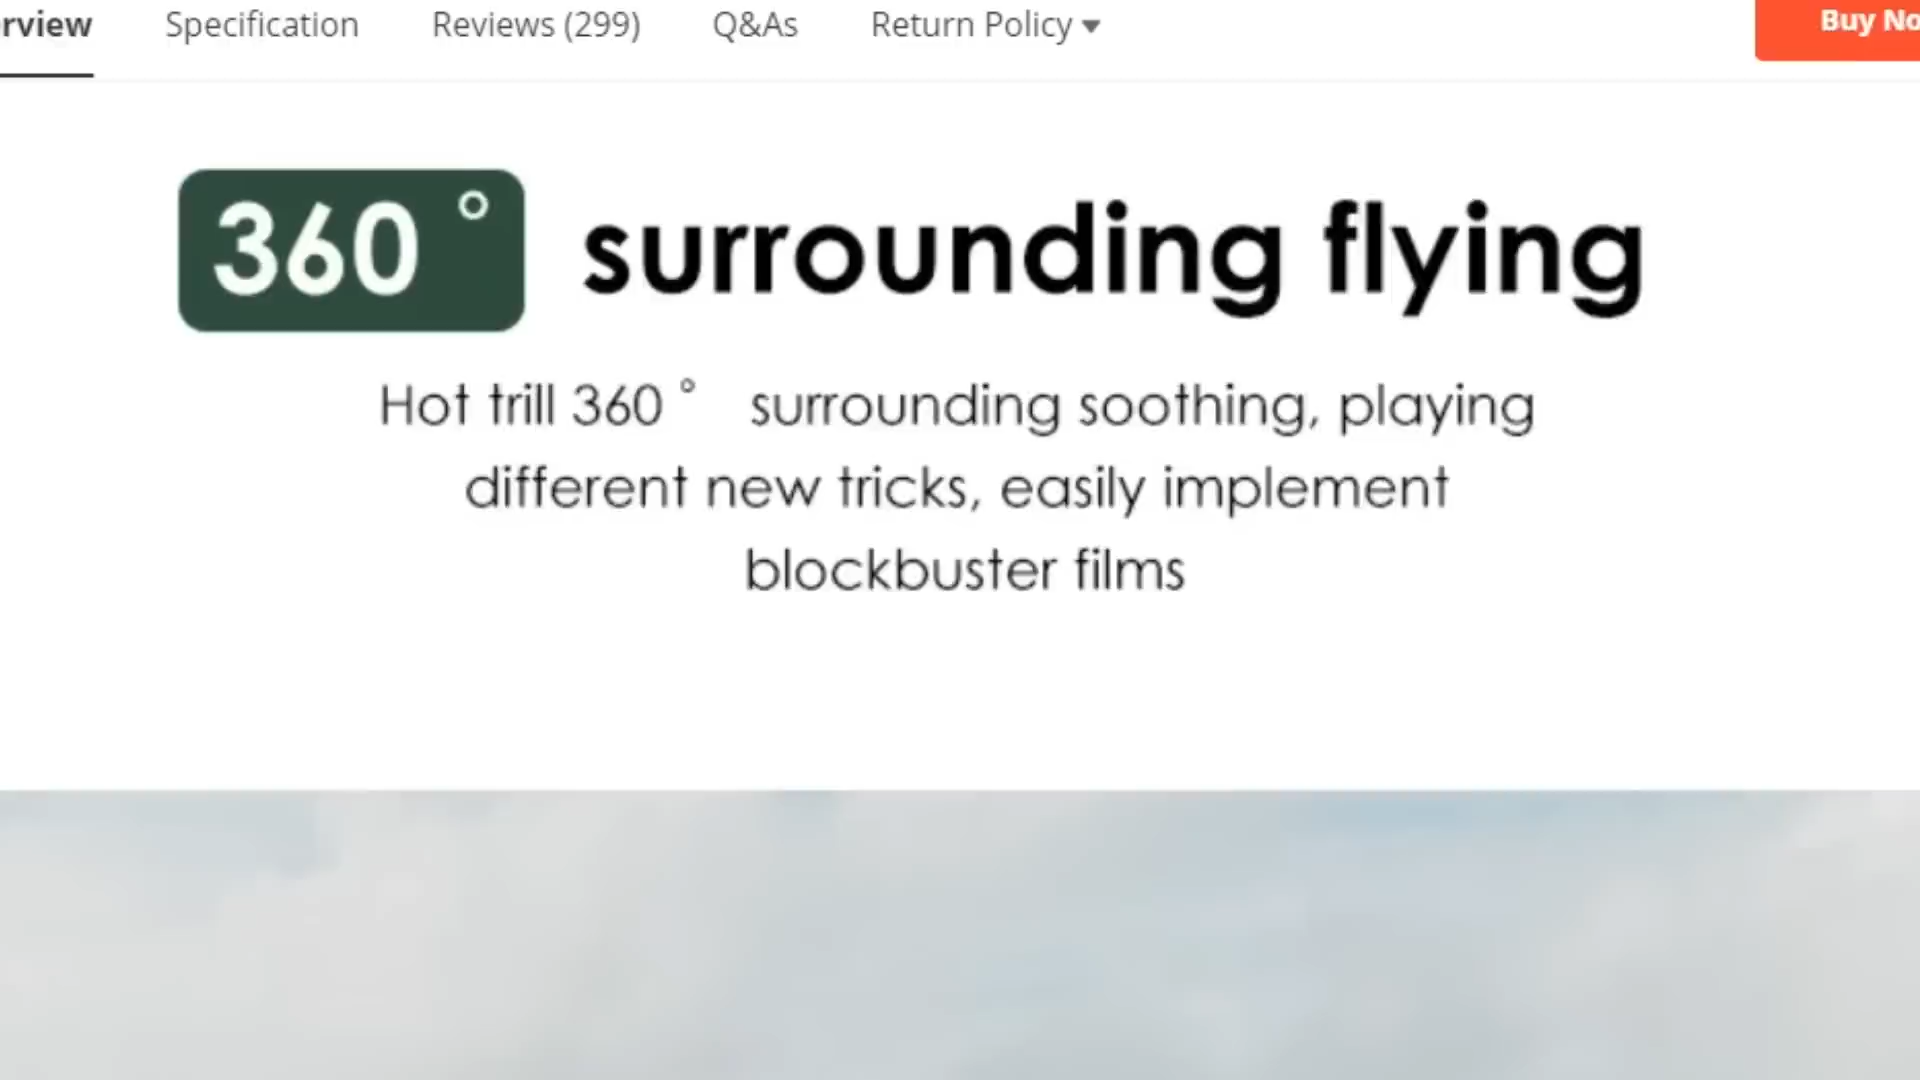 rview Specification Reviews (299) Q&As Return Policy Buy No
360° surrounding flying
Hot trill 360° surrounding soothing, playing
different new tricks, easily implement
blockbuster films